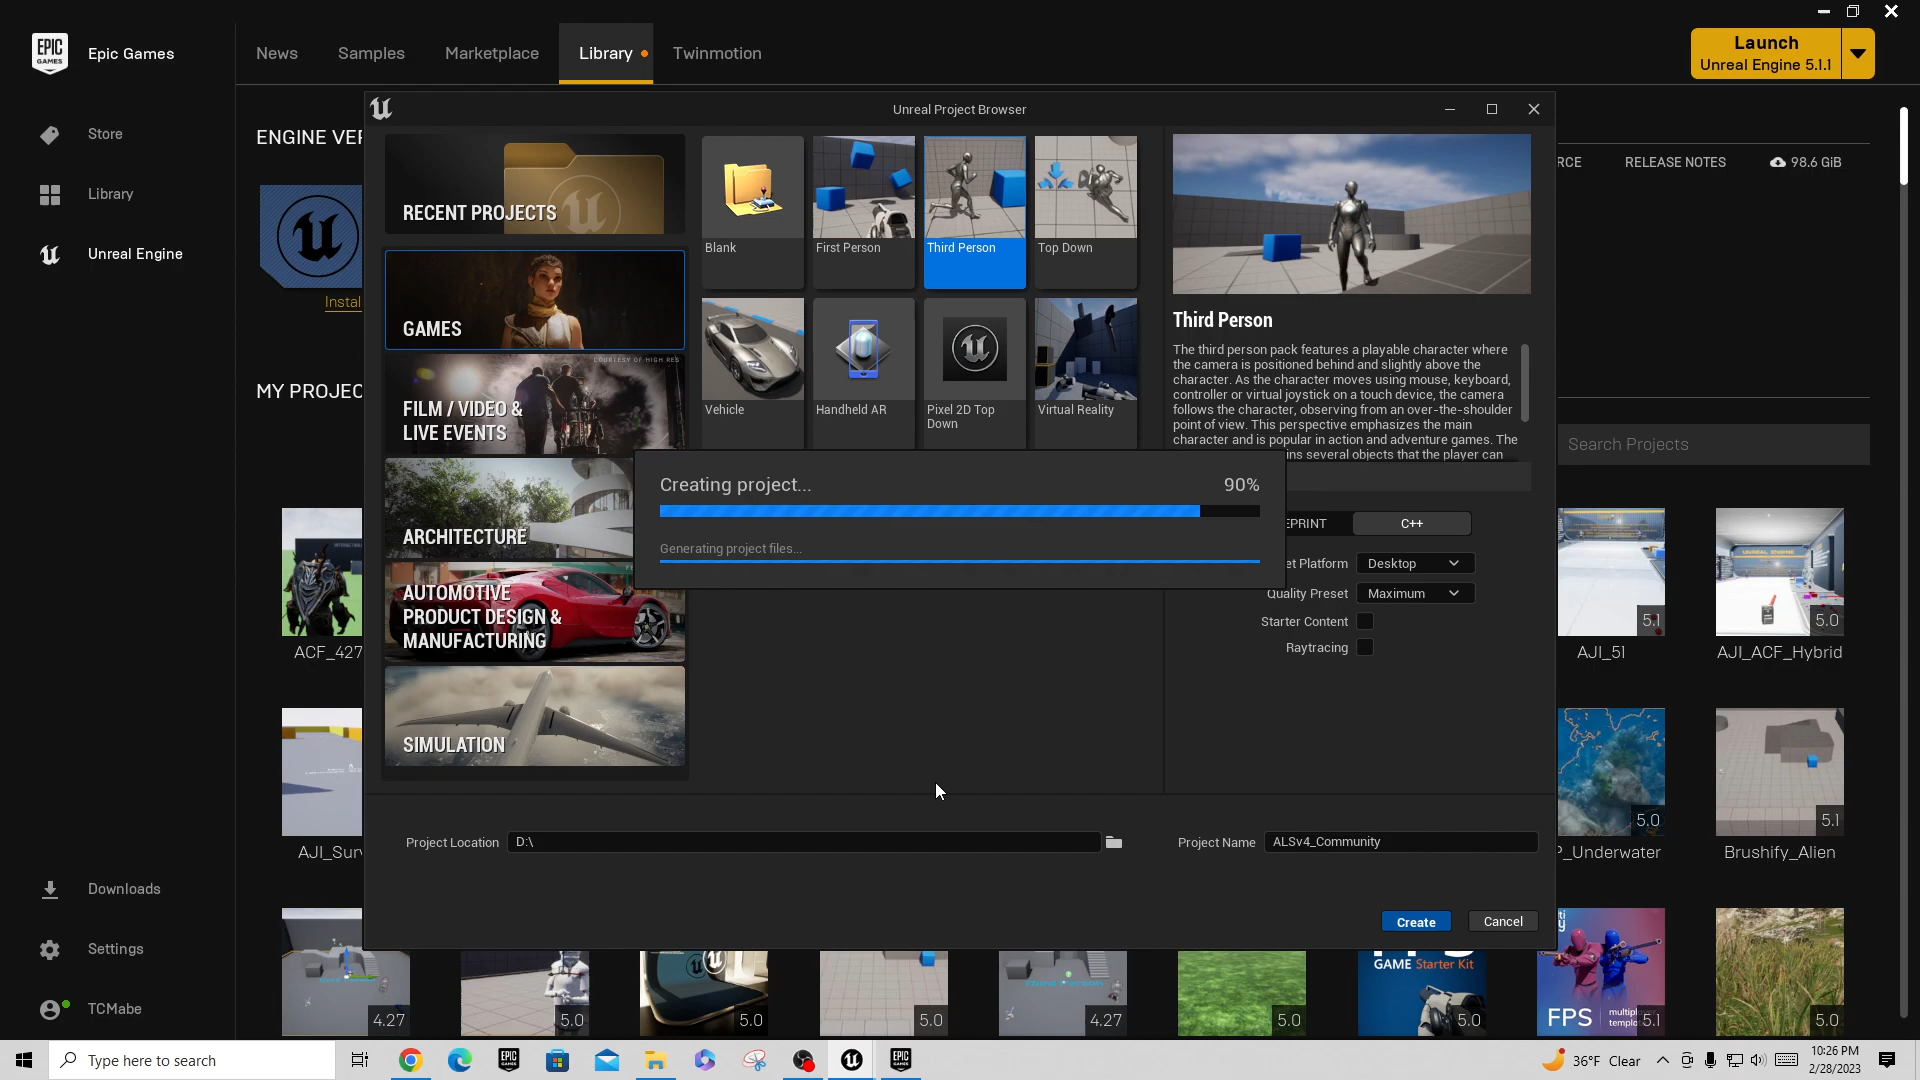 EPIC GAMES
Epic Games
News
Samples
Marketplace
Library
Twinmotion
Launch
Unreal Engine 5.1.1
Unreal Project Browser
Store
Library
Unreal Engine
ENGINE VER
RCE
RELEASE NOTES
98.6 GiB
Instal
MY PROJEC
Search Projects
RECENT PROJECTS
GAMES
COURTESY OF HIGH RES
FILM / VIDEO &
LIVE EVENTS
ARCHITECTURE
AUTOMOTIVE
PRODUCT DESIGN &
MANUFACTURING
SIMULATION
Blank
First Person
Third Person
Top Down
Vehicle
Handheld AR
Pixel 2D Top
Down
Virtual Reality
Third Person
The third person pack features a playable character where
the camera is positioned behind and slightly above the
character. As the character moves using mouse, keyboard,
controller or virtual joystick on a touch device, the camera
follows the character, observing from an over-the-shoulder
point of view. This perspective emphasizes the main
character and is popular in action and adventure games. The
ins several objects that the player can
Creating project...
90%
Generating project files...
EPRINT
C++
et Platform
Desktop
Quality Preset
Maximum
Starter Content
Raytracing
Project Location
D:\
Project Name
ALSv4_Community
Create
Cancel
ACF_427
5.1
AJI_51
5.0
AJI_ACF_Hybrid
AJI_Surv
5.0
P_Underwater
5.1
Brushify_Alien
Downloads
Settings
TCMabe
4.27
5.0
5.0
5.0
4.27
5.0
GAME Starter Kit
5.0
FPS
5.1
5.0
Type here to search
EPIC GAMES
EPIC GAMES
36°F Clear
10:26 PM
2/28/2023